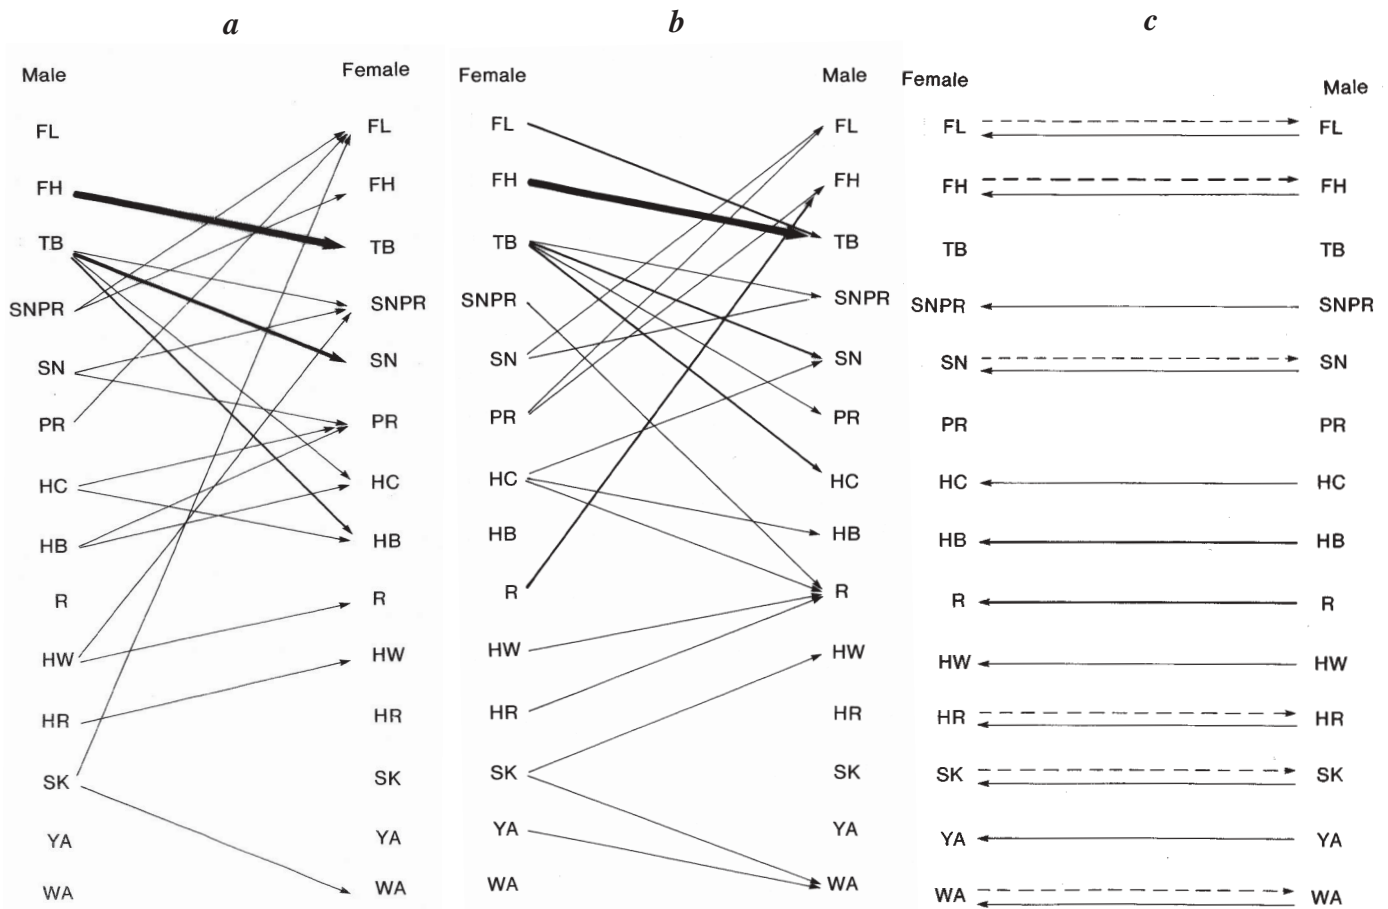 a b c
Male Female Female Male Female Male
FL FL FL FL FL FL
FH FH FH FH FH FH
TB TB TB TB TB TB
SNPR SNPR SNPR SNPR SNPR SNPR
SN SN SN SN SN SN
PR PR PR PR PR PR
HC HC HC HC HC HC
HB HB HB HB HB HB
R R R R R R
HW HW HW HW HW HW
HR HR HR HR HR HR
SK SK SK SK SK SK
YA YA YA YA YA YA
WA WA WA WA WA WA